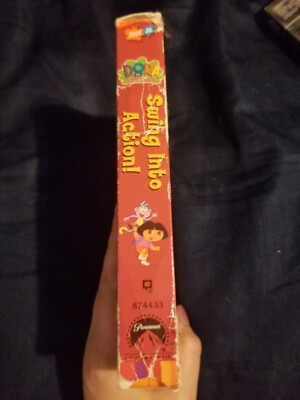 DORA
Swing Into
Action!
874433
Paramount